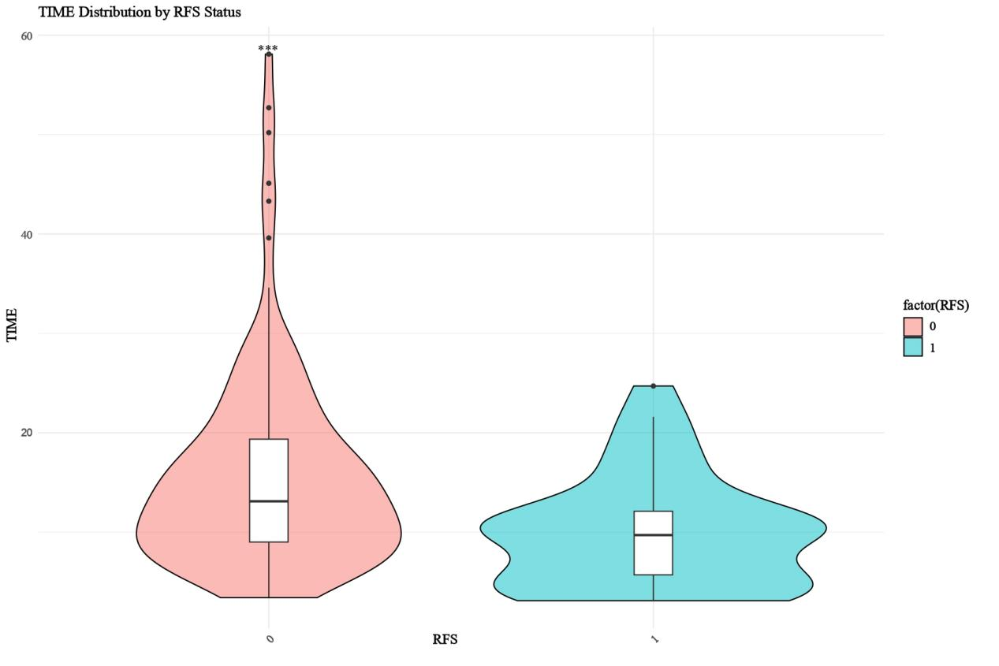 TIME Distribution by RFS Status
60
***
40
TIME
20
factor(RFS)
0
1
0
RFS
1